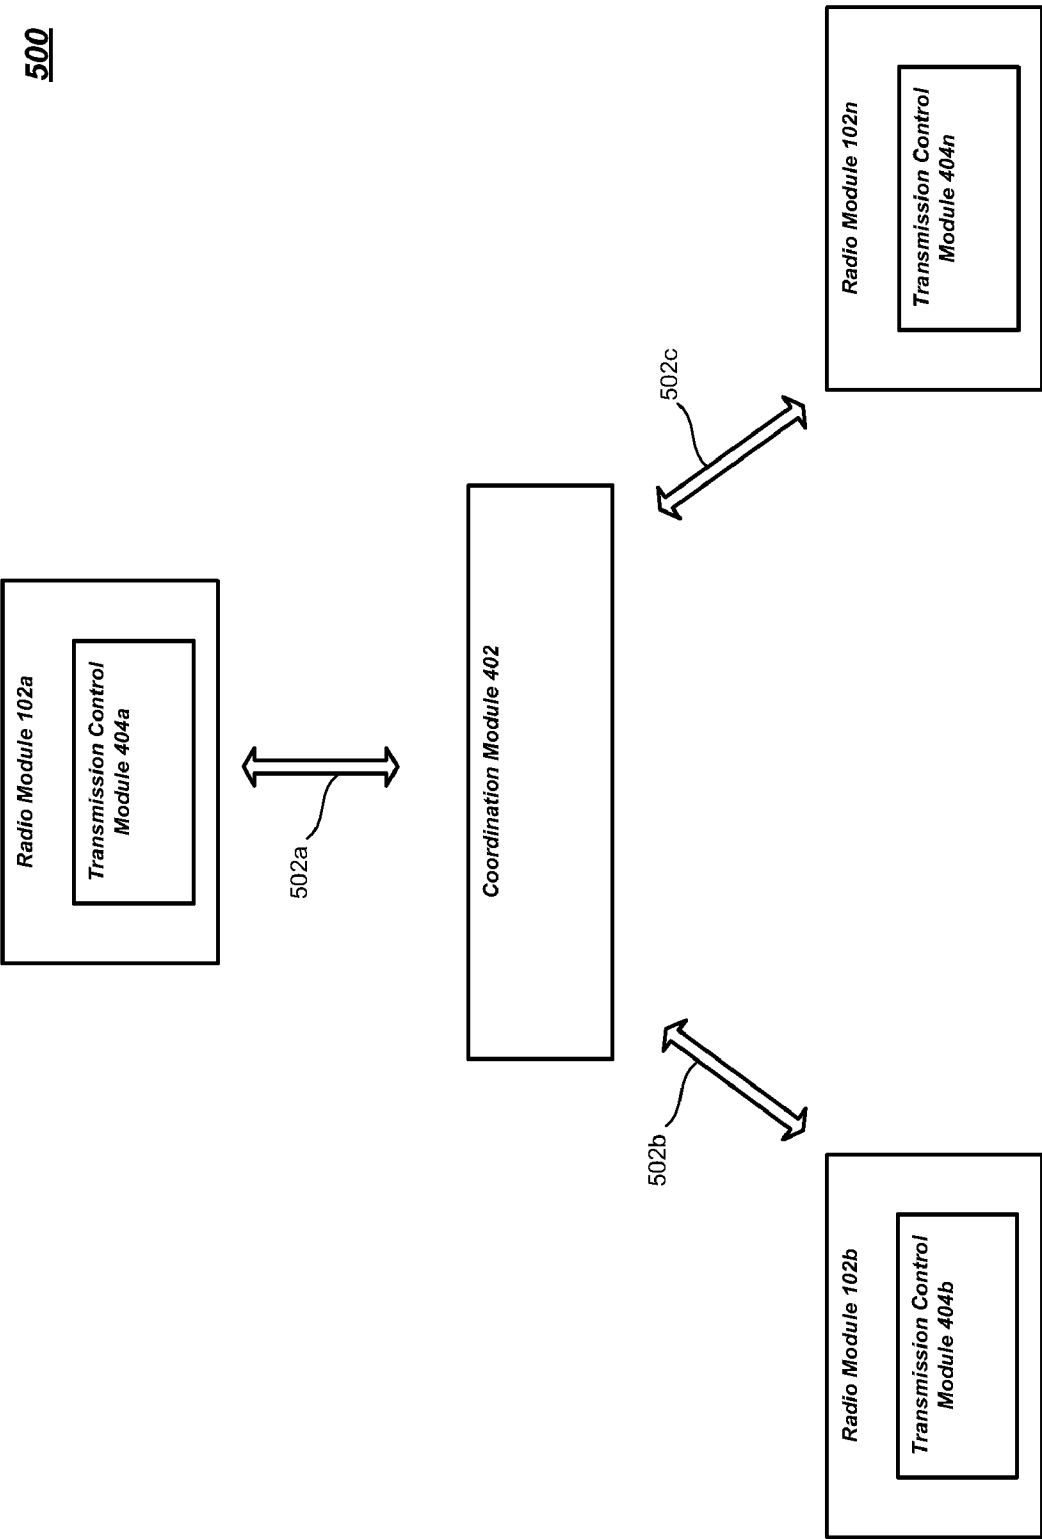 500
Radio Module 102a
Transmission Control
Module 404a
502a
Coordination Module 402
502b
502c
Radio Module 102b
Transmission Control
Module 404b
Radio Module 102n
Transmission Control
Module 404n